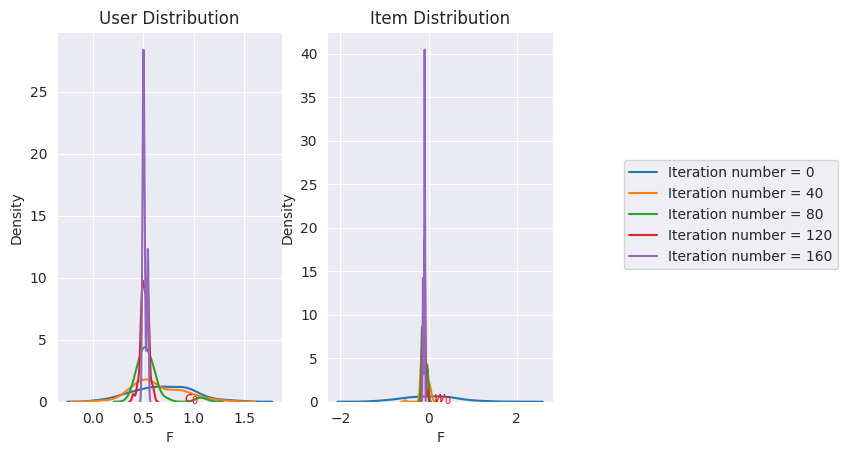 User Distribution
Item Distribution
Density
25
20
15
10
5
0
0.0
0.5
1.0
1.5
F
C₀
Density
40
35
30
25
20
15
10
5
0
−2
0
2
F
w₀
Iteration number = 0
Iteration number = 40
Iteration number = 80
Iteration number = 120
Iteration number = 160